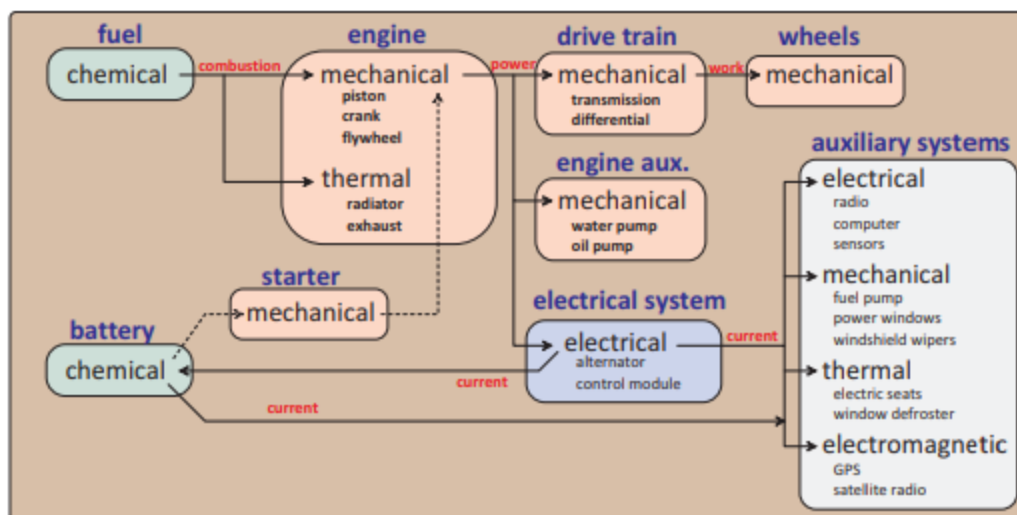 fuel
chemical
combustion
engine
mechanical
piston
crank
flywheel
thermal
radiator
exhaust
power
drive train
mechanical
transmission
differential
work
wheels
mechanical
engine aux.
mechanical
water pump
oil pump
starter
mechanical
battery
chemical
electrical system
electrical
alternator
control module
current
current
current
auxiliary systems
electrical
radio
computer
sensors
mechanical
fuel pump
power windows
windshield wipers
thermal
electric seats
window defroster
electromagnetic
GPS
satellite radio